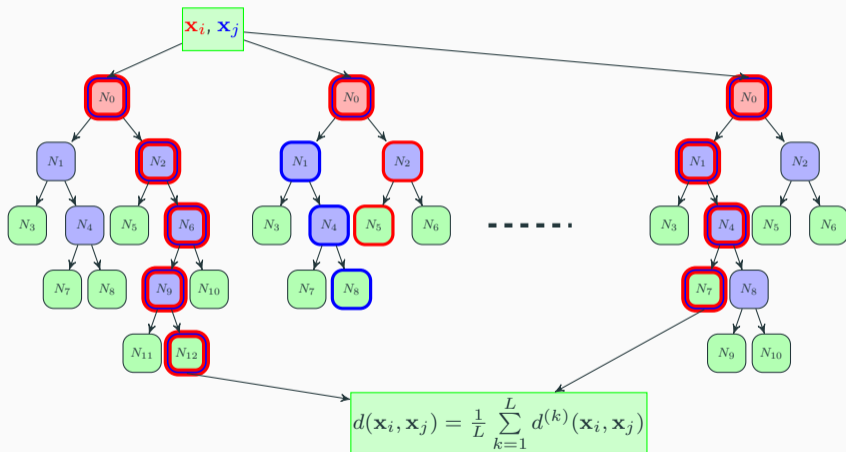 x_i, x_j
N_0 N_0 N_0
N_1 N_2 N_1 N_2 N_1 N_2
N_3 N_4 N_5 N_6 N_3 N_4 N_5 N_6 N_3 N_4 N_5 N_6
N_7 N_8 N_9 N_10 N_7 N_8 N_7 N_8
N_11 N_12 N_9 N_10
d(x_i, x_j) = \frac{1}{L} \sum_{k=1}^{L} d^{(k)}(x_i, x_j)